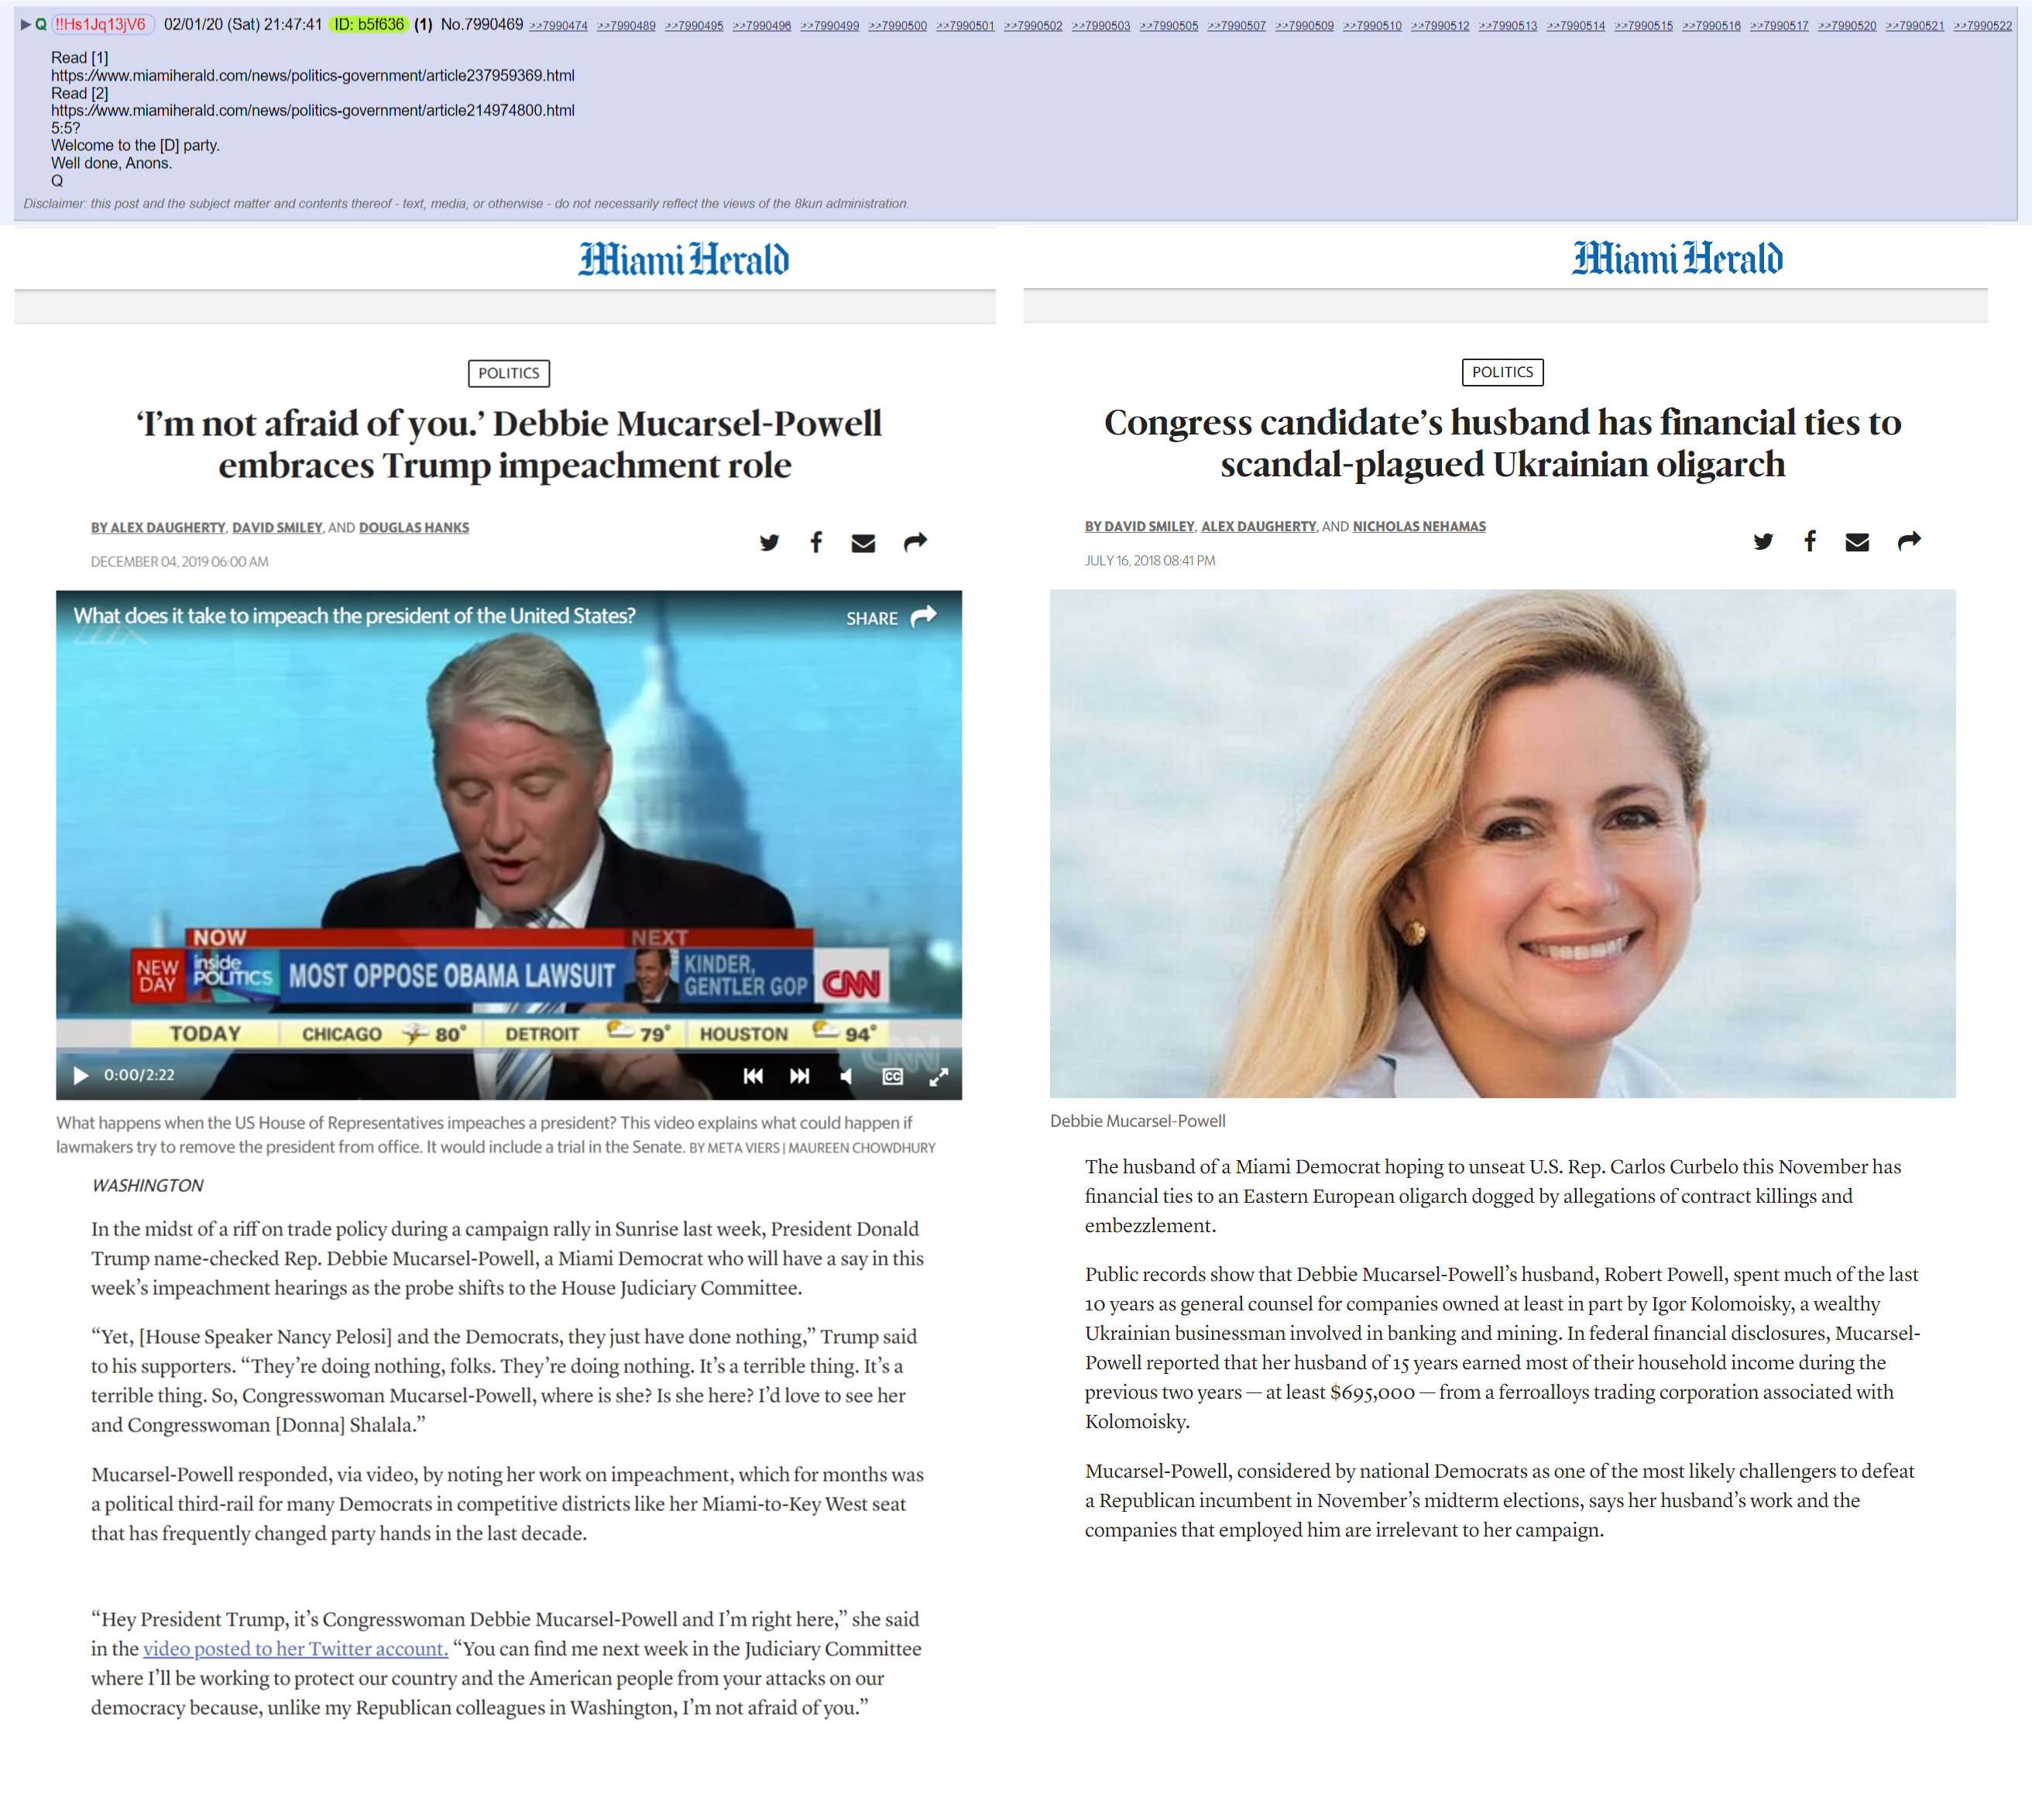 ▶ Q !!Hs1Jq13jV6 02/01/20 (Sat) 21:47:41 ID: b5f636 (1) No.7990469 >>7990474 >>7990489 >>7990495 >>7990496 >>7990499 >>7990500 >>7990501 >>7990502 >>7990503 >>7990505 >>7990507 >>7990509 >>7990510 >>7990512 >>7990513 >>7990514 >>7990515 >>7990516 >>7990517 >>7990520 >>7990521 >>7990522
Read [1]
https://www.miamiherald.com/news/politics-government/article237959369.html
Read [2]
https://www.miamiherald.com/news/politics-government/article214974800.html
5:5?
Welcome to the [D] party.
Well done, Anons.
Q
Disclaimer: this post and the subject matter and contents thereof - text, media, or otherwise - do not necessarily reflect the views of the 8kun administration.
Miami Herald
POLITICS
‘I’m not afraid of you.’ Debbie Mucarsel-Powell
embraces Trump impeachment role
BY ALEX DAUGHERTY, DAVID SMILEY, AND DOUGLAS HANKS
DECEMBER 04, 2019 06:00 AM
What does it take to impeach the president of the United States?
SHARE
NOW NEXT
NEW DAY
inside POLITICS
MOST OPPOSE OBAMA LAWSUIT
KINDER,
GENTLER GOP
CNN
TODAY CHICAGO 80° DETROIT 79° HOUSTON 94°
CNN
0:00/2:22
CC
What happens when the US House of Representatives impeaches a president? This video explains what could happen if
lawmakers try to remove the president from office. It would include a trial in the Senate. BY META VIERS | MAUREEN CHOWDHURY
WASHINGTON
In the midst of a riff on trade policy during a campaign rally in Sunrise last week, President Donald
Trump name-checked Rep. Debbie Mucarsel-Powell, a Miami Democrat who will have a say in this
week’s impeachment hearings as the probe shifts to the House Judiciary Committee.
“Yet, [House Speaker Nancy Pelosi] and the Democrats, they just have done nothing,” Trump said
to his supporters. “They’re doing nothing, folks. They’re doing nothing. It’s a terrible thing. It’s a
terrible thing. So, Congresswoman Mucarsel-Powell, where is she? Is she here? I’d love to see her
and Congresswoman [Donna] Shalala.”
Mucarsel-Powell responded, via video, by noting her work on impeachment, which for months was
a political third-rail for many Democrats in competitive districts like her Miami-to-Key West seat
that has frequently changed party hands in the last decade.
“Hey President Trump, it’s Congresswoman Debbie Mucarsel-Powell and I’m right here,” she said
in the video posted to her Twitter account. “You can find me next week in the Judiciary Committee
where I’ll be working to protect our country and the American people from your attacks on our
democracy because, unlike my Republican colleagues in Washington, I’m not afraid of you.”
Miami Herald
POLITICS
Congress candidate’s husband has financial ties to
scandal-plagued Ukrainian oligarch
BY DAVID SMILEY, ALEX DAUGHERTY, AND NICHOLAS NEHAMAS
JULY 16, 2018 08:41 PM
Debbie Mucarsel-Powell
The husband of a Miami Democrat hoping to unseat U.S. Rep. Carlos Curbelo this November has
financial ties to an Eastern European oligarch dogged by allegations of contract killings and
embezzlement.
Public records show that Debbie Mucarsel-Powell’s husband, Robert Powell, spent much of the last
10 years as general counsel for companies owned at least in part by Igor Kolomoisky, a wealthy
Ukrainian businessman involved in banking and mining. In federal financial disclosures, Mucarsel-
Powell reported that her husband of 15 years earned most of their household income during the
previous two years — at least $695,000 — from a ferroalloys trading corporation associated with
Kolomoisky.
Mucarsel-Powell, considered by national Democrats as one of the most likely challengers to defeat
a Republican incumbent in November’s midterm elections, says her husband’s work and the
companies that employed him are irrelevant to her campaign.